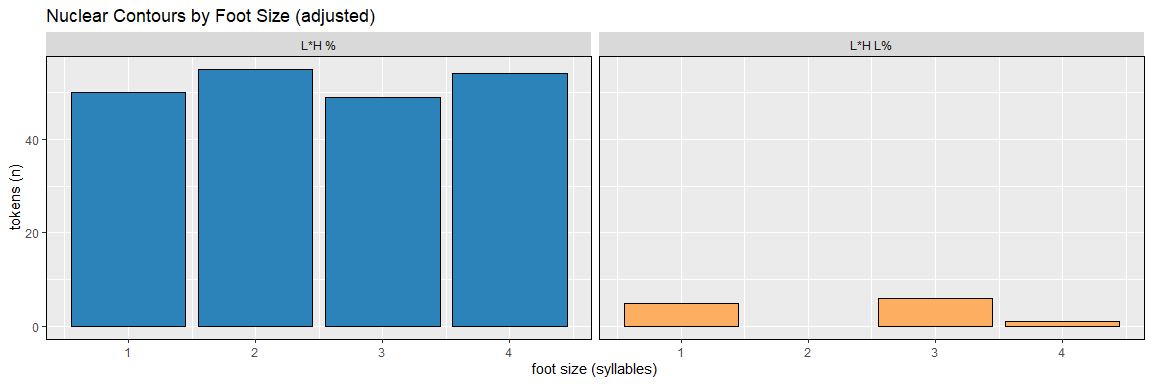 Nuclear Contours by Foot Size (adjusted)
L*H %
L*H L%
tokens (n)
40
20
0
1 2 3 4
1 2 3 4
foot size (syllables)